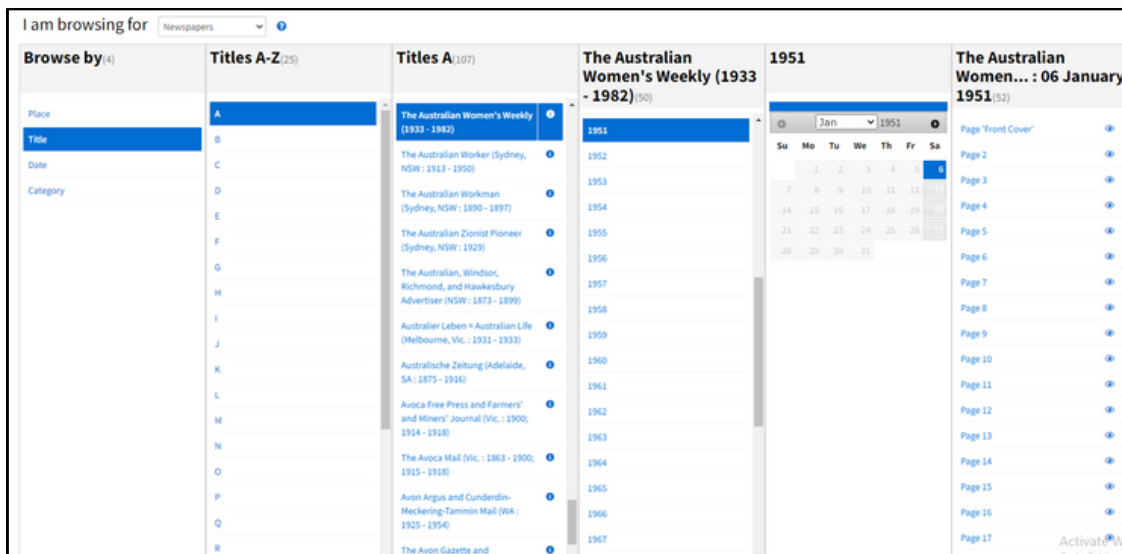 I am browsing for Newspapers
Browse by(4)
Place
Title
Date
Category
Titles A-Z(25)
A
B
C
D
E
F
G
H
I
J
K
L
M
N
O
P
Q
R
Titles A(107)
The Australian Women's Weekly
(1933 - 1982)
The Australian Worker (Sydney,
NSW : 1913 - 1950)
The Australian Workman
(Sydney, NSW : 1890 - 1897)
The Australian Zionist Pioneer
(Sydney, NSW : 1929)
The Australian, Windsor,
Richmond, and Hawkesbury
Advertiser (NSW : 1873 - 1899)
Australier Leben = Australian Life
(Melbourne, Vic. : 1931 - 1933)
Australische Zeitung (Adelaide,
SA : 1875 - 1916)
Avoca Free Press and Farmers'
and Miners' Journal (Vic. : 1900;
1914 - 1918)
The Avoca Mail (Vic. : 1863 - 1900;
1915 - 1918)
Avon Argus and Cunderdin-
Meckering-Tammin Mail (WA :
1925 - 1954)
The Avon Gazette and
The Australian
Women's Weekly (1933
- 1982)(50)
1951
1952
1953
1954
1955
1956
1957
1958
1959
1960
1961
1962
1963
1964
1965
1966
1967
1951
Jan 1951
Su Mo Tu We Th Fr Sa
1 2 3 4 5 6
7 8 9 10 11 12 13
14 15 16 17 18 19 20
21 22 23 24 25 26 27
28 29 30 31
The Australian
Women... : 06 January
1951(52)
Page 'Front Cover'
Page 2
Page 3
Page 4
Page 5
Page 6
Page 7
Page 8
Page 9
Page 10
Page 11
Page 12
Page 13
Page 14
Page 15
Page 16
Page 17
Activate W